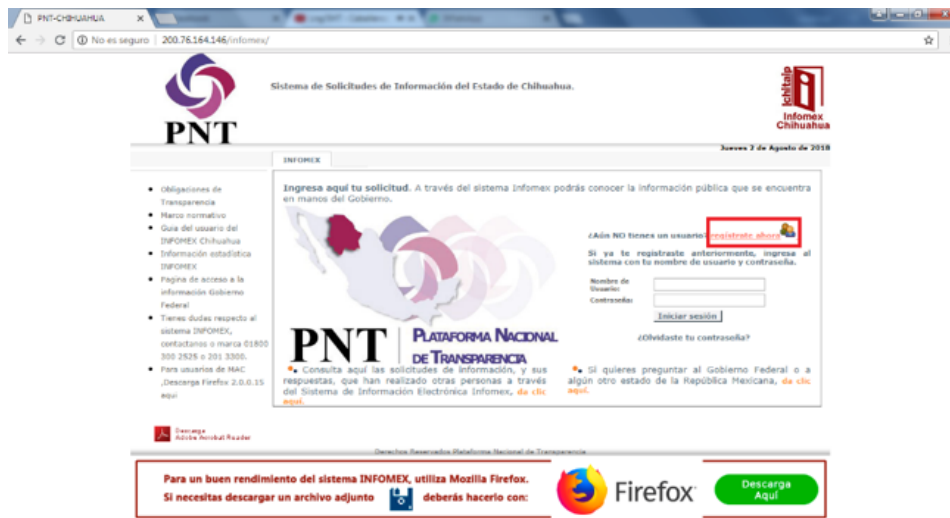 PNT-CHIHUAHUA
No es seguro | 200.76.164.146/infomex/
PNT
Sistema de Solicitudes de Información del Estado de Chihuahua.
Ichitaip
Infomex
Chihuahua
Jueves 2 de Agosto de 2018
INFOMEX
Obligaciones de
Transparencia
Marco normativo
Guia del usuario del
INFOMEX Chihuahua
Información estadística
INFOMEX
Pagina de acceso a la
información Gobierno
Federal
Tienes dudas respecto al
sistema INFOMEX,
contactanos o marca 01800
300 2525 o 201 3300.
Para usuarios de MAC
,Descarga Firefox 2.0.0.15
aqui
Ingresa aquí tu solicitud. A través del sistema Infomex podrás conocer la información pública que se encuentra
en manos del Gobierno.
¿Aún NO tienes un usuario? regístrate ahora
Si ya te registraste anteriormente, ingresa al
sistema con tu nombre de usuario y contraseña.
Nombre de
Usuario:
Contraseña:
Iniciar sesión
¿Olvidaste tu contraseña?
PNT PLATAFORMA NACIONAL
DE TRANSPARENCIA
Consulta aquí las solicitudes de información, y sus
respuestas, que han realizado otras personas a través
del Sistema de Información Electrónica Infomex, da clic
aquí.
Si quieres preguntar al Gobierno Federal o a
algún otro estado de la República Mexicana, da clic
aquí.
Descarga
Adobe Acrobat Reader
Derechos Reservados Plataforma Nacional de Transparencia
Para un buen rendimiento del sistema INFOMEX, utiliza Mozilla Firefox.
Si necesitas descargar un archivo adjunto deberás hacerlo con:
Firefox
Descarga
Aquí